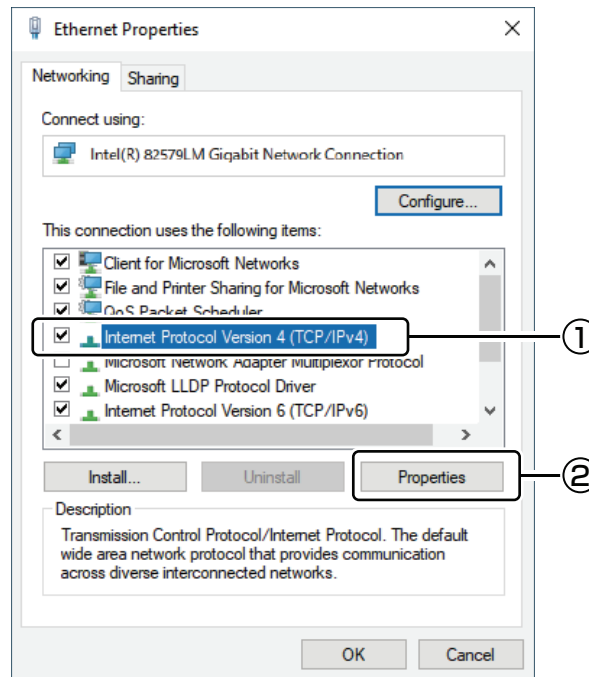 Ethernet Properties
Networking Sharing
Connect using:
Intel(R) 82579LM Gigabit Network Connection
Configure...
This connection uses the following items:
Client for Microsoft Networks
File and Printer Sharing for Microsoft Networks
QoS Packet Scheduler
Internet Protocol Version 4 (TCP/IPv4)
①
Microsoft Network Adapter Multiplexor Protocol
Microsoft LLDP Protocol Driver
Internet Protocol Version 6 (TCP/IPv6)
Install... Uninstall Properties
②
Description
Transmission Control Protocol/Internet Protocol. The default
wide area network protocol that provides communication
across diverse interconnected networks.
OK Cancel